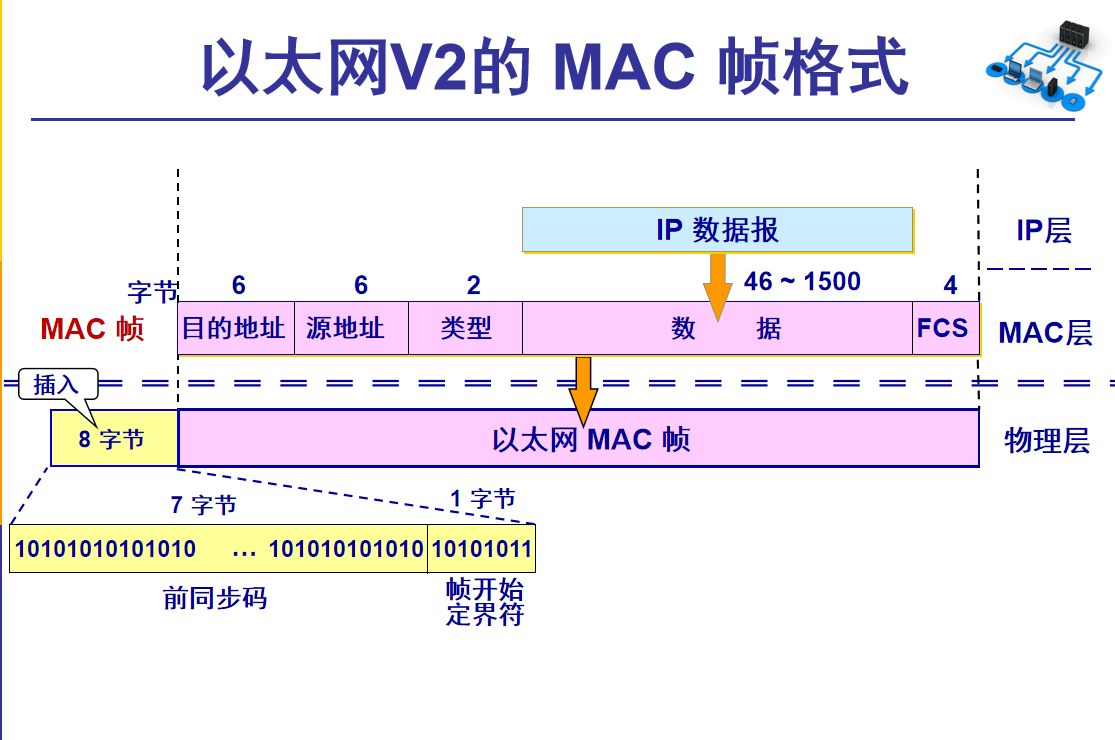 以太网V2的 MAC 帧格式
IP 数据报
IP层
字节
6
6
2
46 ~ 1500
4
MAC 帧
目的地址
源地址
类型
数 据
FCS
MAC层
插入
8 字节
以太网 MAC 帧
物理层
7 字节
1 字节
10101010101010 … 101010101010
10101011
前同步码
帧开始
定界符